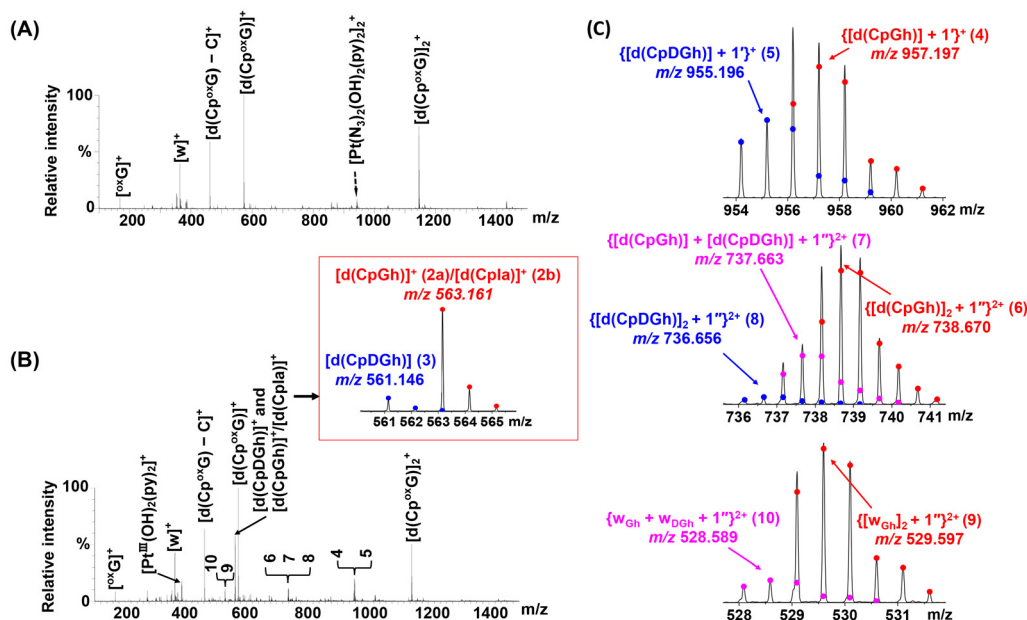 (A)
Relative intensity
100
%
0
[ᵒˣG]⁺
[w]⁺
[d(CpᵒˣG) − C]⁺
[d(CpᵒˣG)]⁺
[Pt(N₃)₂(OH)₂(py)₂]₂⁺
[d(CpᵒˣG)]₂⁺
200 400 600 800 1000 1200 1400 m/z
[d(CpGh)]⁺ (2a)/[d(CpIa)]⁺ (2b)
m/z 563.161
[d(CpDGh)] (3)
m/z 561.146
561 562 563 564 565 m/z
(B)
Relative intensity
100
%
0
[ᵒˣG]⁺
[Ptᴵᴵᴵ(OH)₂(py)₂]⁺
[w]⁺
[d(CpᵒˣG) − C]⁺
[d(CpᵒˣG)]⁺
[d(CpDGh)]⁺ and
[d(CpGh)]⁺/[d(CpIa)]⁺
10
9
6
7
8
4
5
[d(CpᵒˣG)]₂⁺
200 400 600 800 1000 1200 1400 m/z
(C)
{[d(CpGh)] + 1′}⁺ (4)
m/z 957.197
{[d(CpDGh)] + 1′}⁺ (5)
m/z 955.196
954 956 958 960 962 m/z
{[d(CpGh)] + [d(CpDGh)] + 1″}²⁺ (7)
m/z 737.663
{[d(CpGh)]₂ + 1″}²⁺ (6)
m/z 738.670
{[d(CpDGh)]₂ + 1″}²⁺ (8)
m/z 736.656
736 737 738 739 740 741 m/z
{w_Gh + w_DGh + 1″}²⁺ (10)
m/z 528.589
{[w_Gh]₂ + 1″}²⁺ (9)
m/z 529.597
528 529 530 531 m/z